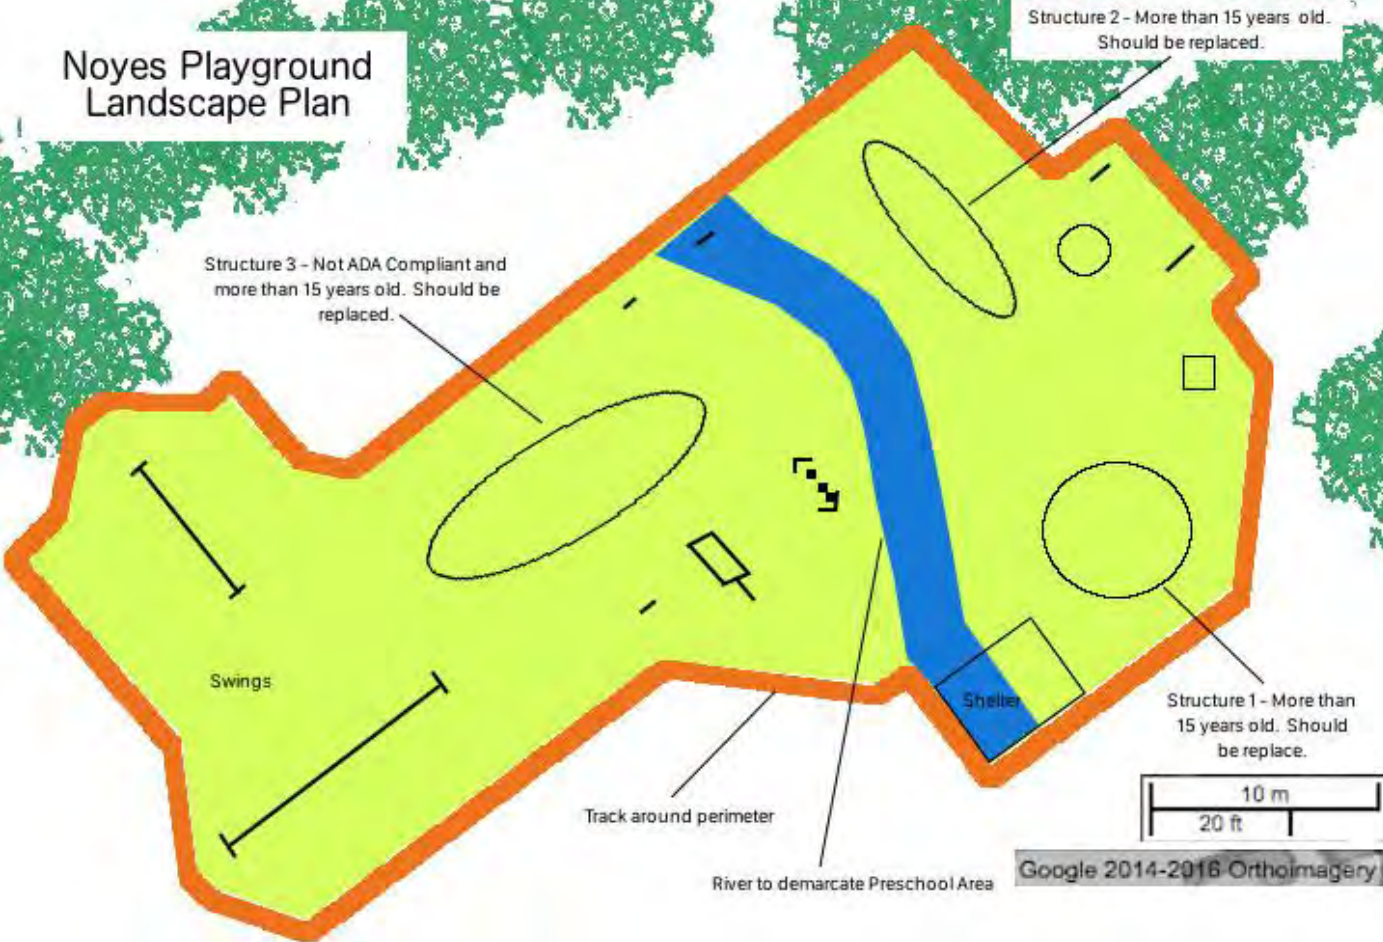 Noyes Playground
Landscape Plan
Structure 2 - More than 15 years old.
Should be replaced.
Structure 3 - Not ADA Compliant and
more than 15 years old. Should be
replaced.
Swings
Shelter
Structure 1 - More than
15 years old. Should
be replace.
Track around perimeter
River to demarcate Preschool Area
10 m
20 ft
Google 2014-2016 Orthoimagery